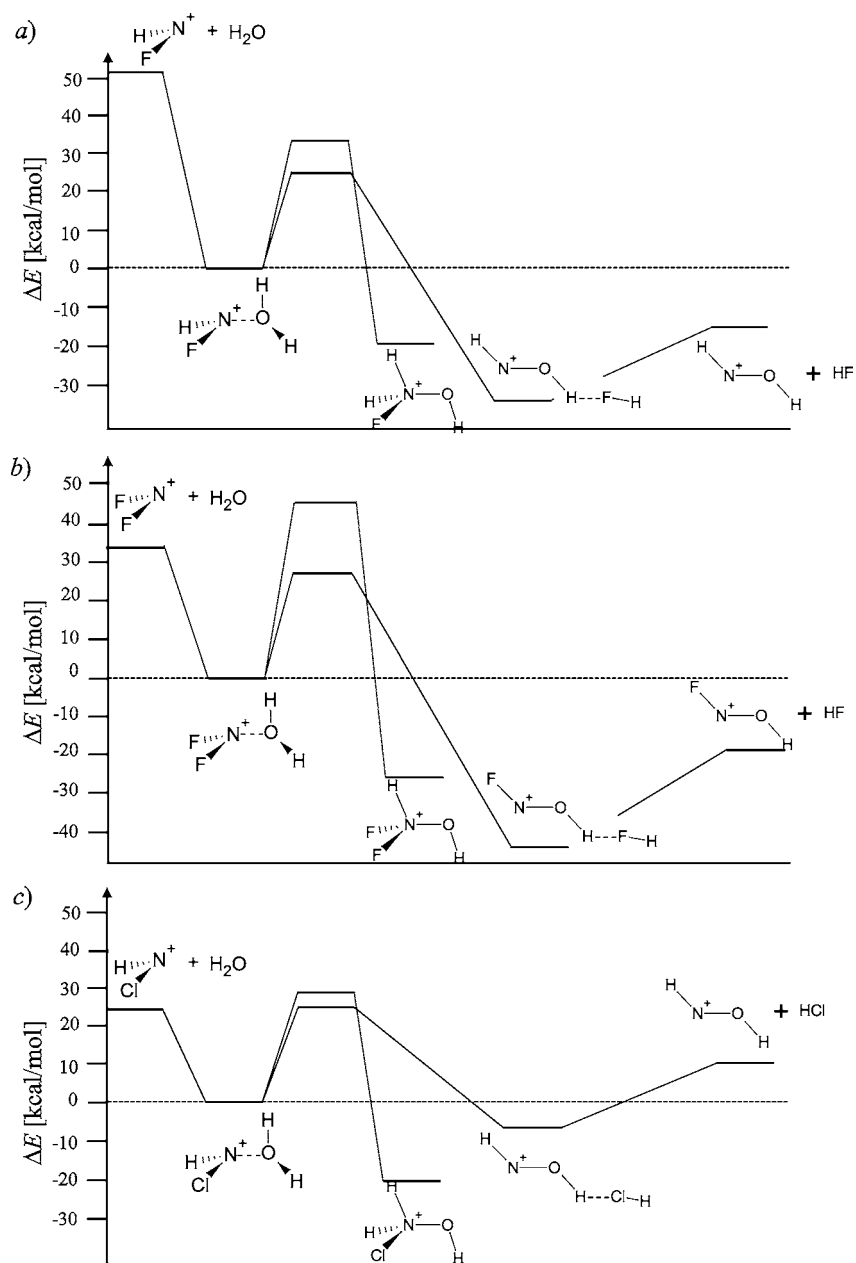 a)
H N+ + H₂O
F
50
40
30
20
10
0
-10
-20
-30
ΔE [kcal/mol]
H
H N+ O
F H
H
H N+ O
F H
H
N+ O
H F H
H
N+ O
H + HF
b)
F N+ + H₂O
F
50
40
30
20
10
0
-10
-20
-30
-40
ΔE [kcal/mol]
H
F N+ O
F H
H
F N+ O
F H
F
N+ O
H F H
F
N+ O
H + HF
c)
H N+ + H₂O
Cl
50
40
30
20
10
0
-10
-20
-30
ΔE [kcal/mol]
H
H N+ O
Cl H
H
H N+ O
Cl H
H
N+ O
H Cl H
H
N+ O
H + HCl